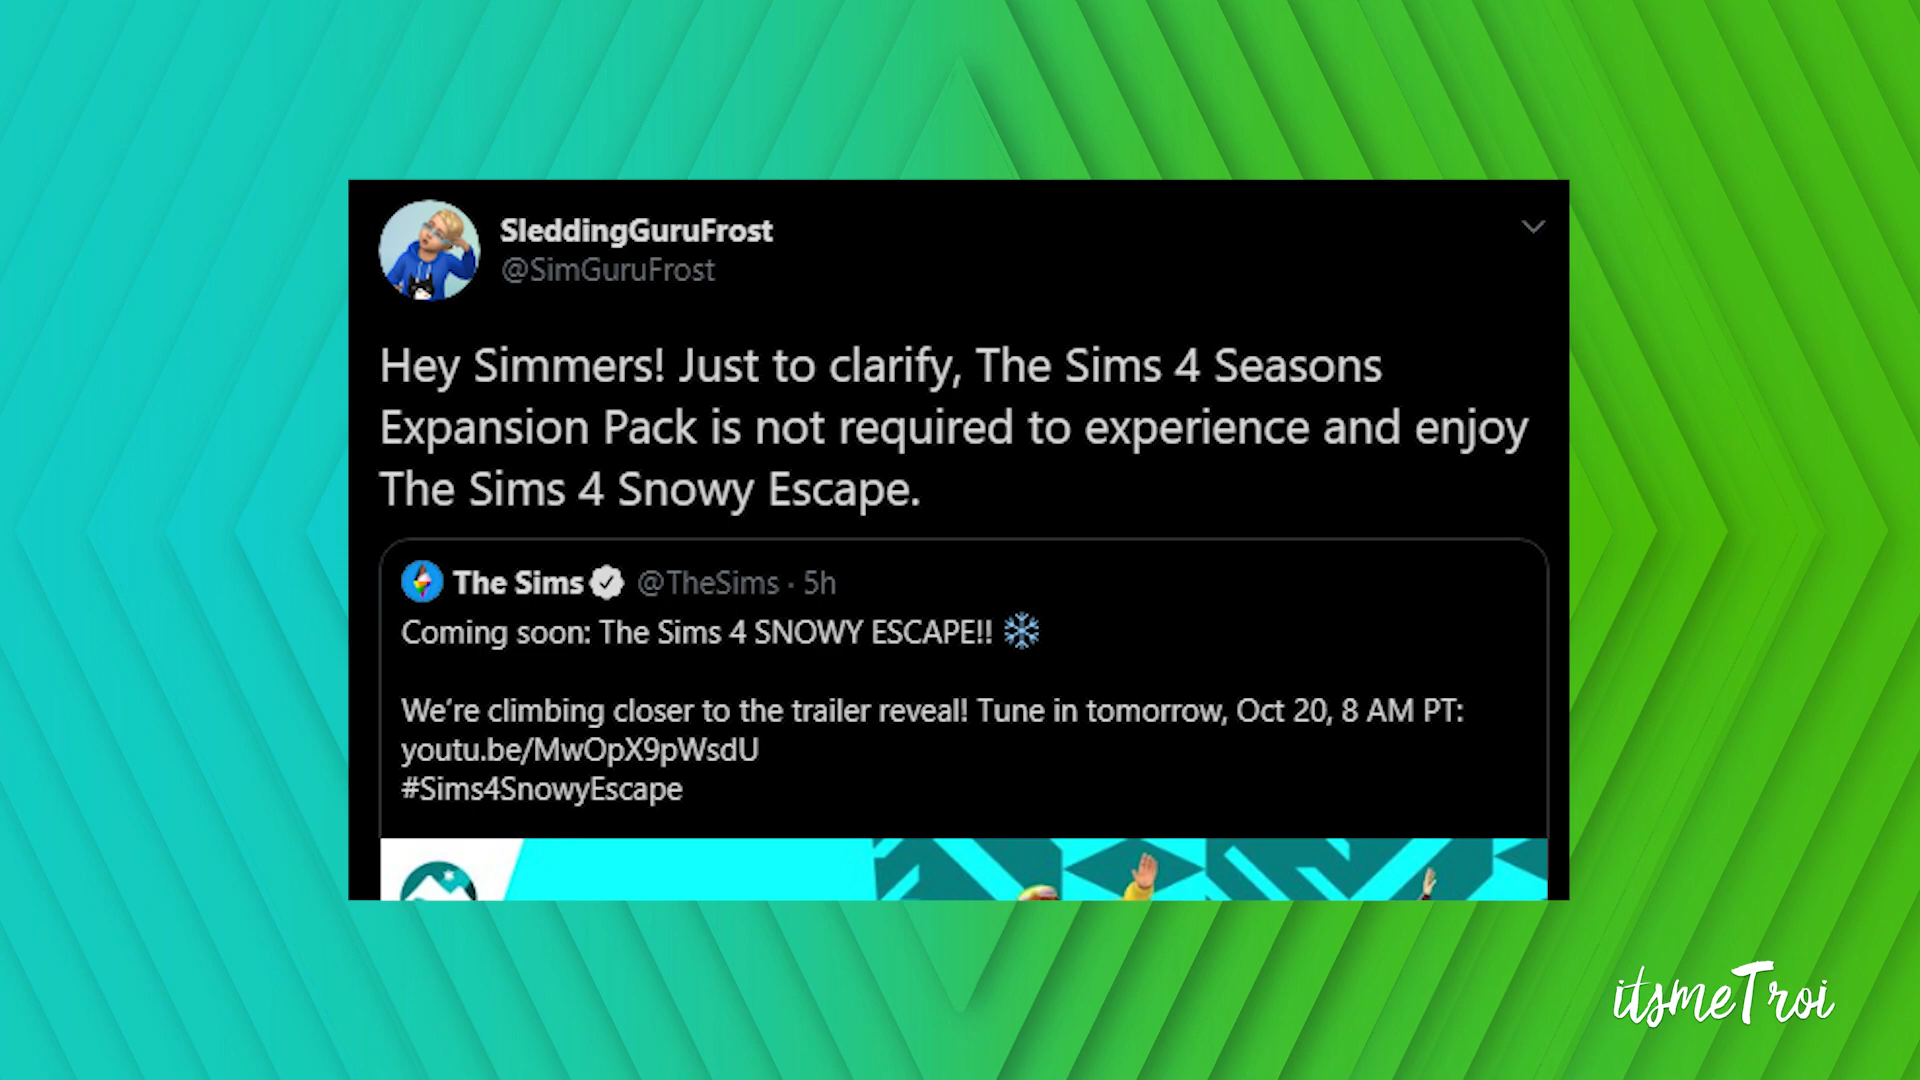 SleddingGuruFrost
@SimGuruFrost
Hey Simmers! Just to clarify, The Sims 4 Seasons
Expansion Pack is not required to experience and enjoy
The Sims 4 Snowy Escape.
The Sims @TheSims · 5h
Coming soon: The Sims 4 SNOWY ESCAPE!! ❄
We're climbing closer to the trailer reveal! Tune in tomorrow, Oct 20, 8 AM PT:
youtu.be/MwOpX9pWsdU
#Sims4SnowyEscape
itsmeTroi